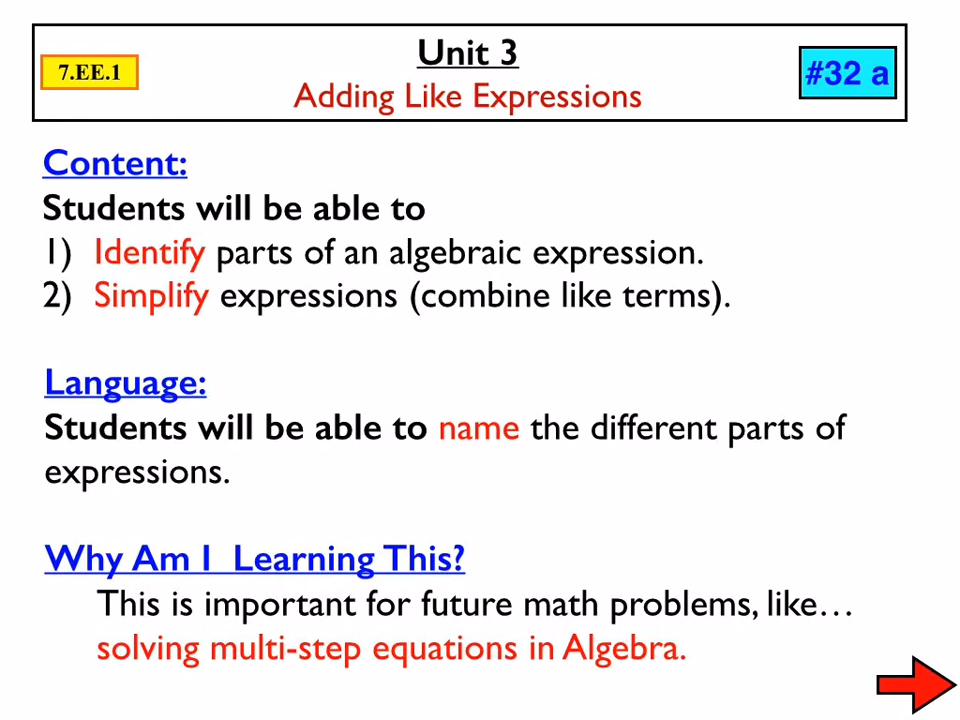 Unit 3
7.EE.1
#32 a
Adding Like Expressions
Content:
Students will be able to
1) Identify parts of an algebraic expression.
2) Simplify expressions (combine like terms).
Language:
Students will be able to name the different parts of
expressions.
Why Am I Learning This?
This is important for future math problems, like…
solving multi-step equations in Algebra.